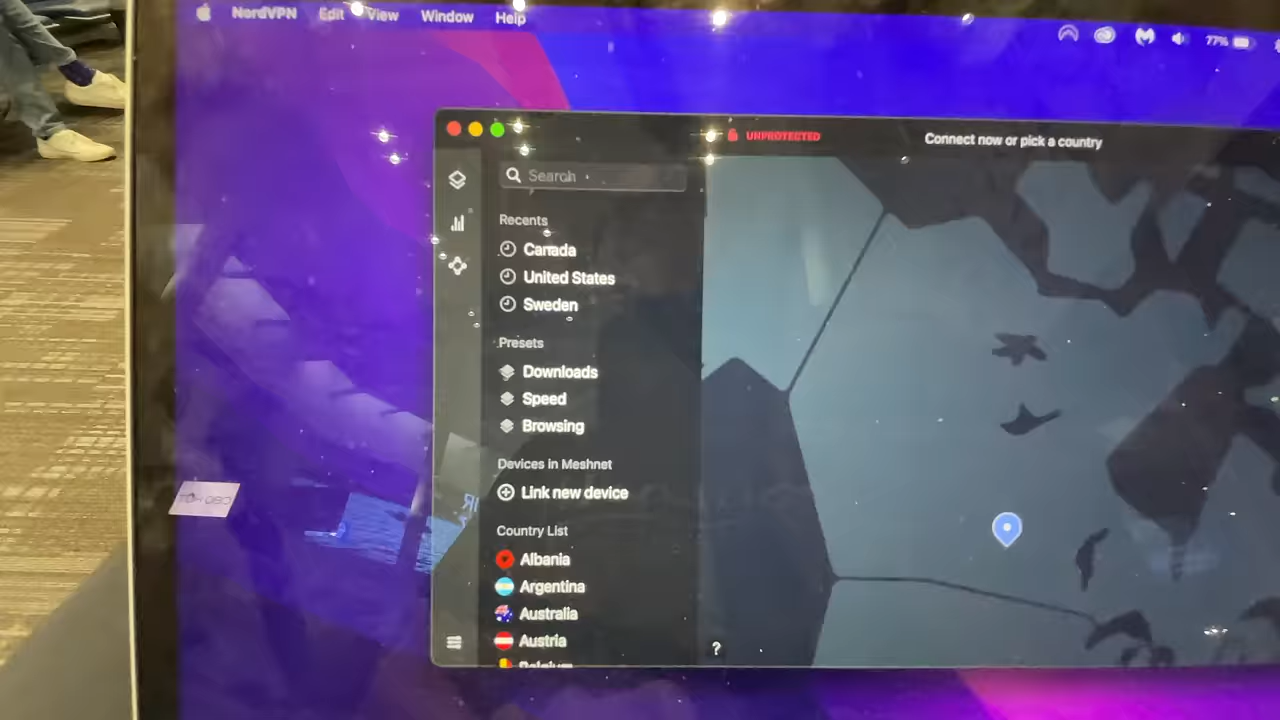 NordVPN Edit View Window Help
77%
UNPROTECTED
Connect now or pick a country
Search
Recents
Canada
United States
Sweden
Presets
Downloads
Speed
Browsing
Devices in Meshnet
Link new device
Country List
Albania
Argentina
Australia
Austria
Belgium
?